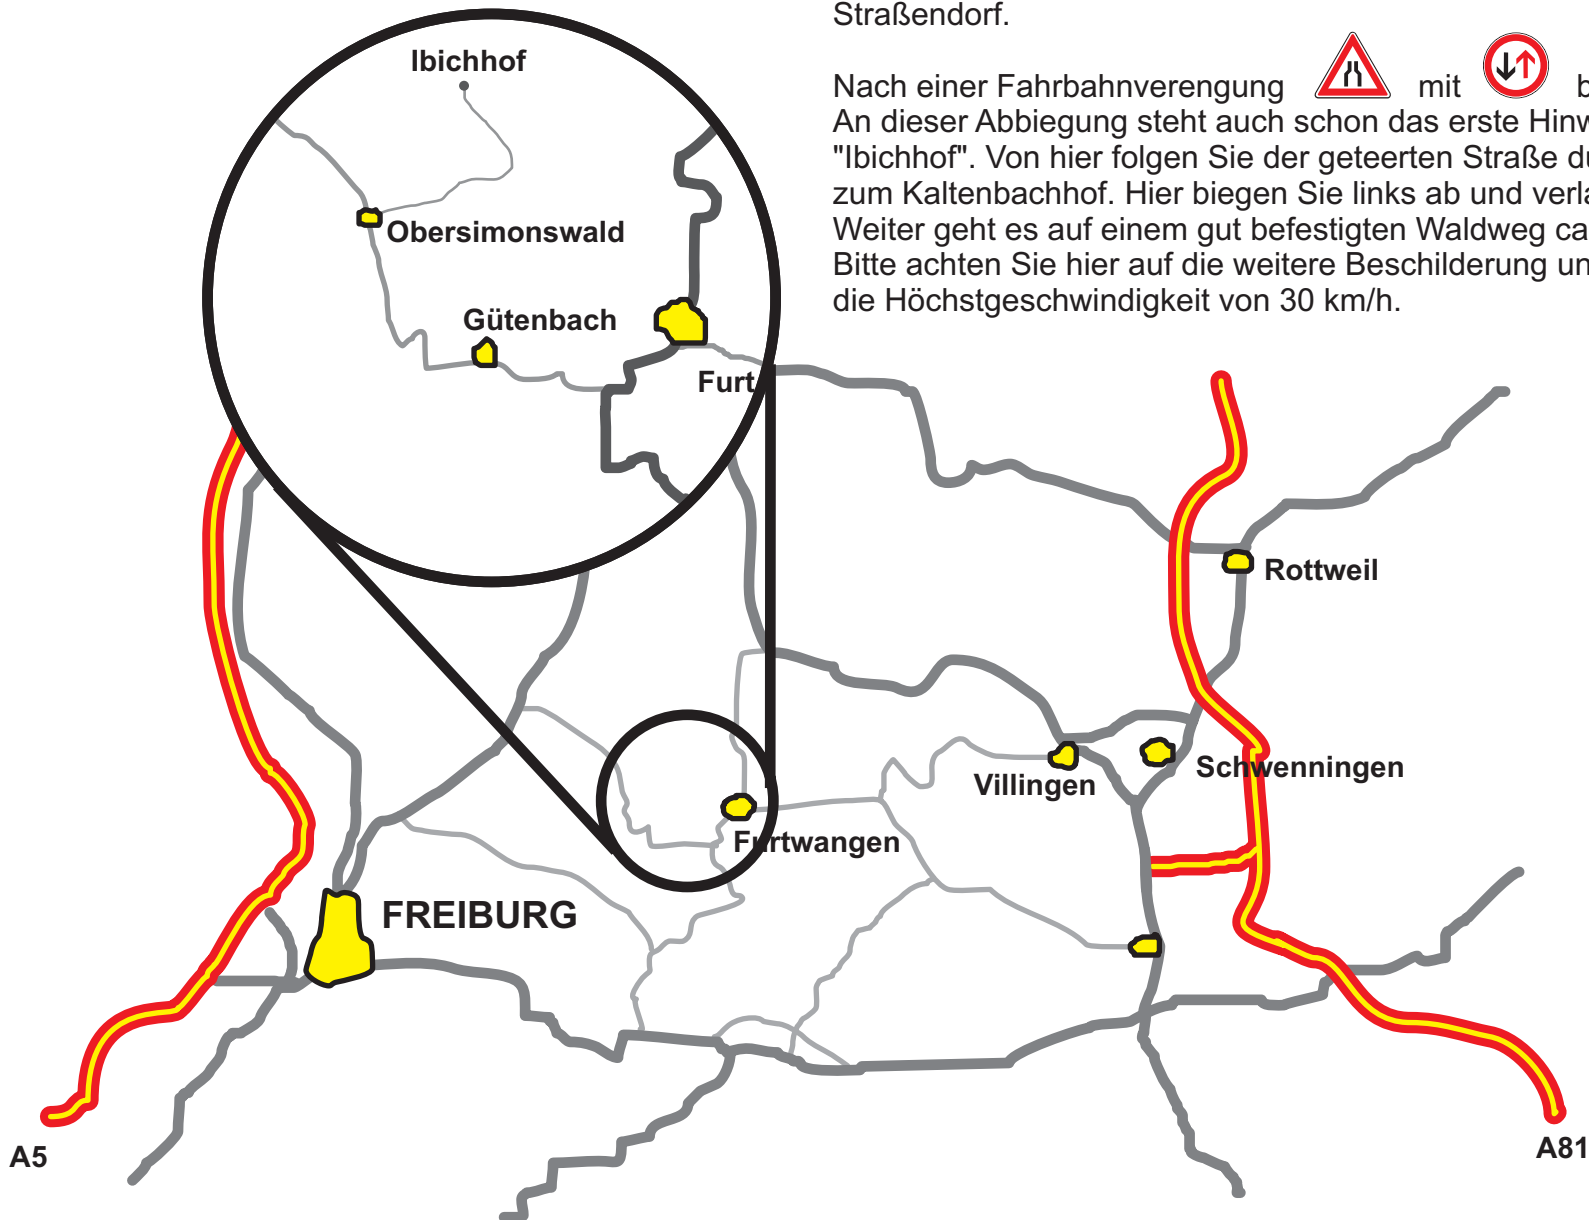 Straßendorf.
Nach einer Fahrbahnverengung mit
An dieser Abbiegung steht auch schon das erste
"Ibichhof". Von hier folgen Sie der geteerten Straße
zum Kaltenbachhof. Hier biegen Sie links ab und
Weiter geht es auf einem gut befestigten Waldweg
Bitte achten Sie hier auf die weitere Beschilderung
die Höchstgeschwindigkeit von 30 km/h.
Ibichhof
Obersimonswald
Gütenbach
Furt
Rottweil
Schwenningen
Villingen
Furtwangen
FREIBURG
A5
A81